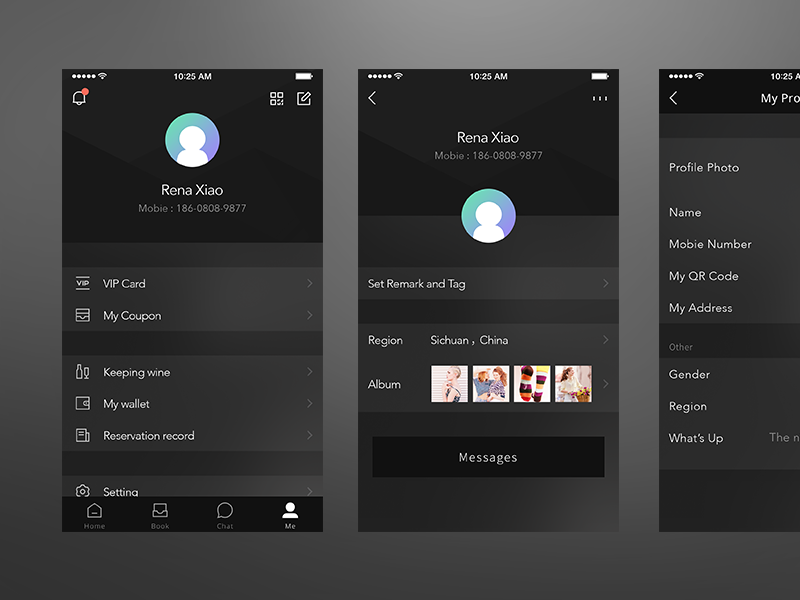 10:25 AM
Rena Xiao
Mobie : 186-0808-9877
VIP
VIP Card
My Coupon
Keeping wine
My wallet
Reservation record
Setting
Home
Book
Chat
Me
10:25 AM
Rena Xiao
Mobie : 186-0808-9877
Set Remark and Tag
Region
Sichuan , China
Album
Messages
10:25 A
My Pro
Profile Photo
Name
Mobie Number
My QR Code
My Address
Other
Gender
Region
What's Up
The n